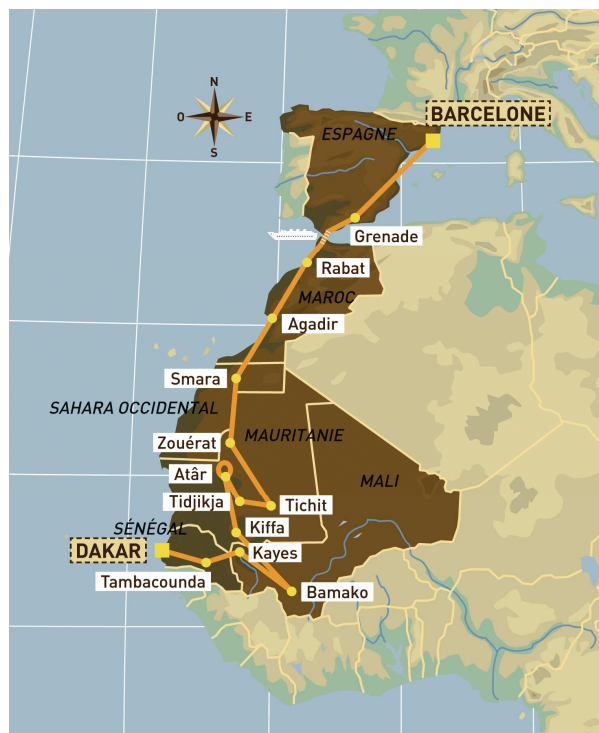 BARCELONE
N
ESPAGNE
O
E
S
Grenade
Rabat
MAROC
Agadir
Smara
SAHARA OCCIDENTAL
Zouérat
MAURITANIE
Atâr
MALI
Tidjikja
Tichit
SÉNÉGAL
Kiffa
DAKAR
Kayes
Tambacounda
Bamako